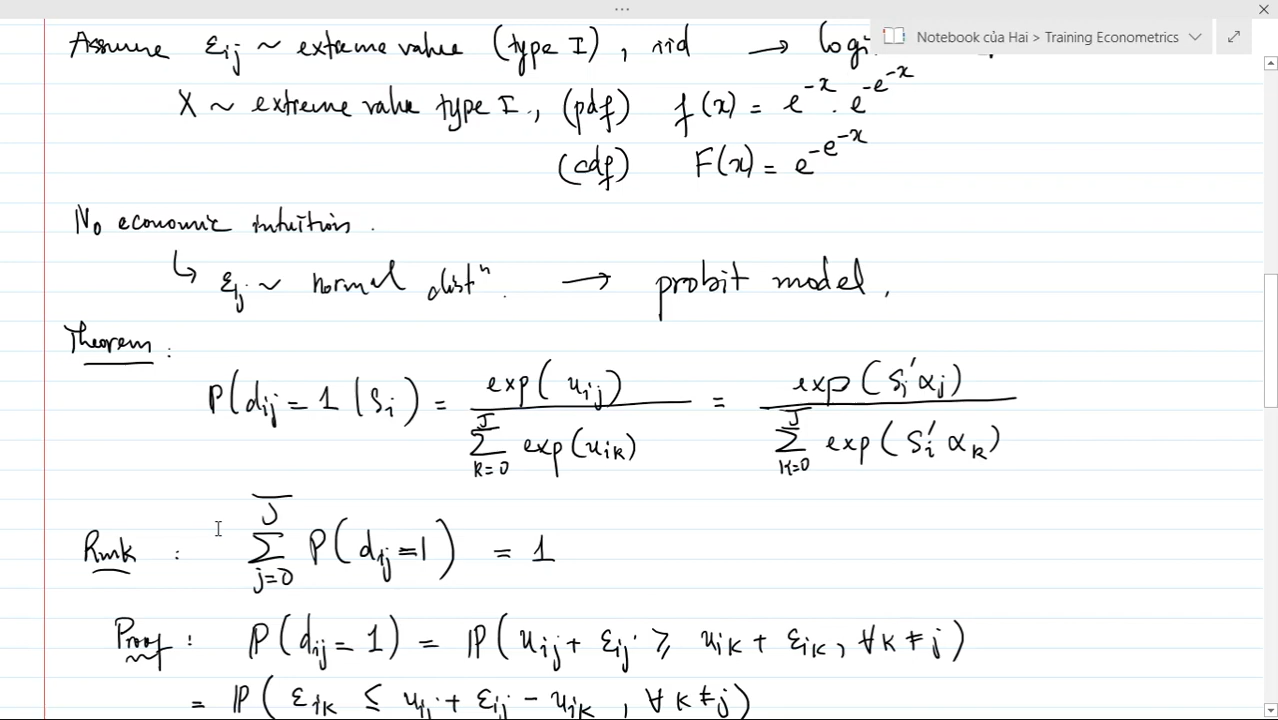 Notebook của Hai > Training Econometrics
Assume εij ~ extreme value (type I), iid →
X ~ extreme value type I., (pdf) f(x) = e^{-x} . e^{-e^{-x}}
(cdf) F(x) = e^{-e^{-x}}
No economic intuition.
↳ εij ~ normal dist^n. → probit model.
Theorem:
P(dij = 1 | Si) = exp(uij) / Σ_{k=0}^{J} exp(uik) = exp(Si'αj) / Σ_{k=0}^{J} exp(Si'αk)
Rmk : Σ_{j=0}^{J} P(dij = 1) = 1
Proof : P(dij = 1) = P(uij + εij ≥ uik + εik, ∀k ≠ j)
= P(εik ≤ uij + εij − uik, ∀k ≠ j)